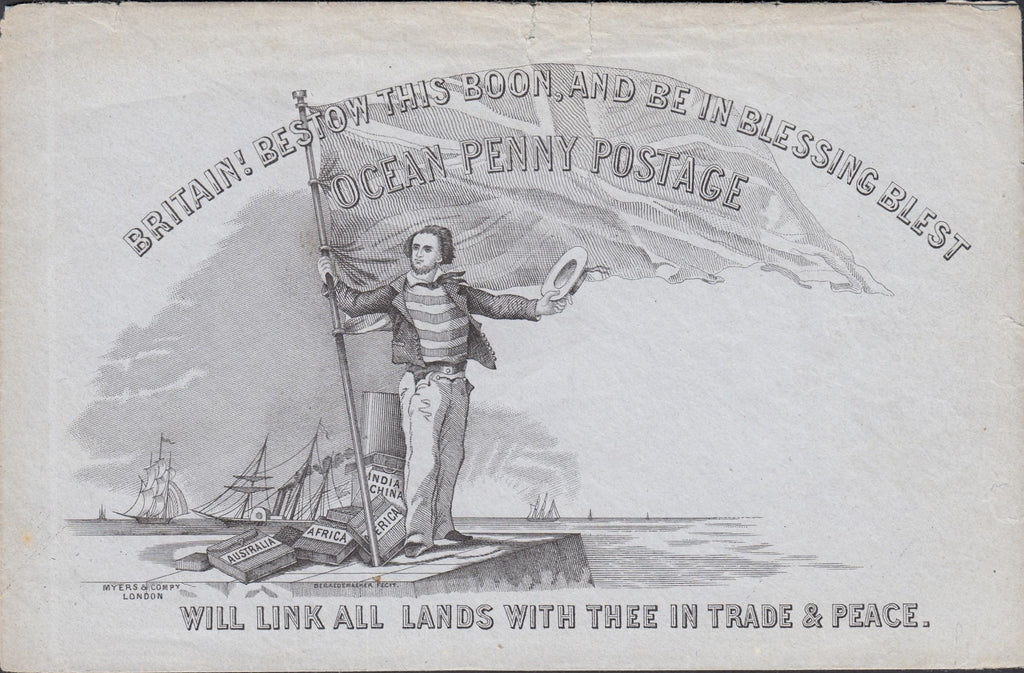 BRITAIN! BESTOW THIS BOON, AND BE IN BLESSING BLEST
OCEAN PENNY POSTAGE
INDIA
CHINA
ERICA
AFRICA
AUSTRALIA
MYERS & COMPY
LONDON
WILL LINK ALL LANDS WITH THEE IN TRADE & PEACE.